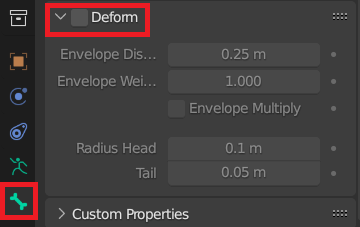 Deform
Envelope Dis... 0.25 m
Envelope Wei... 1.000
Envelope Multiply
Radius Head 0.1 m
Tail 0.05 m
Custom Properties